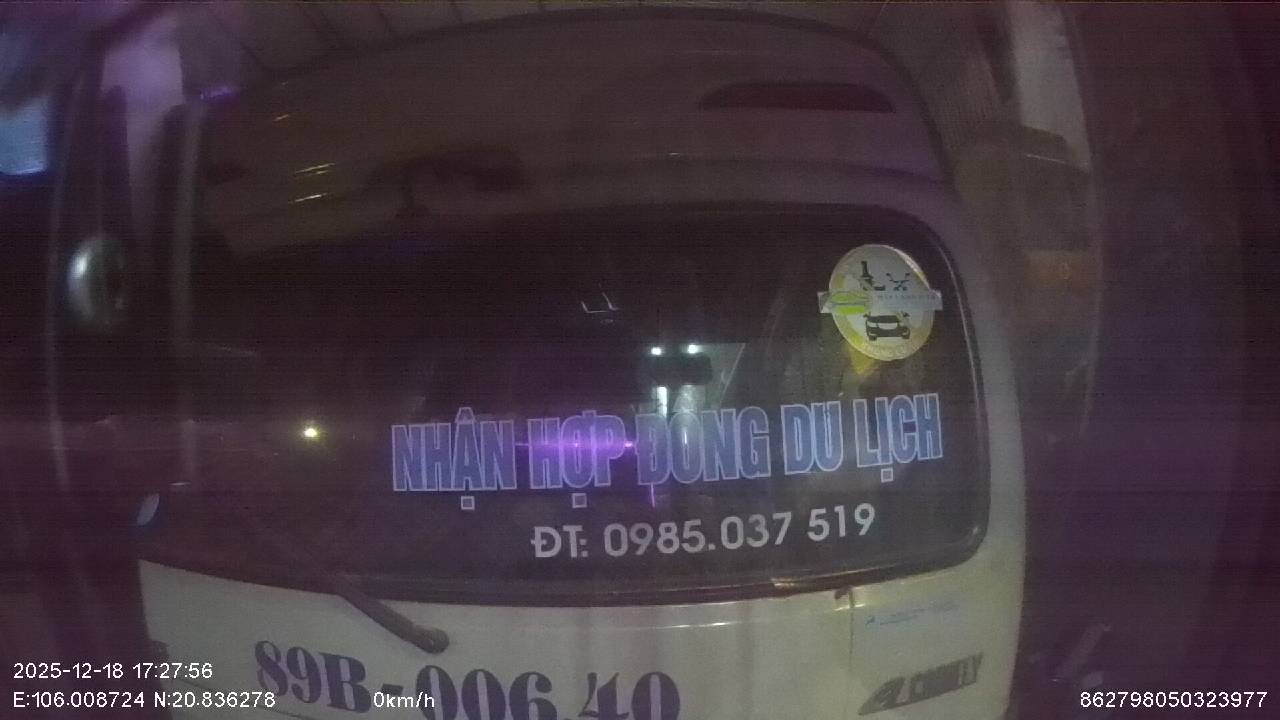 NHẬN HỢP ĐỒNG DU LỊCH
ĐT: 0985.037 519
89B-006.40
COUNTY
2025-12-18 17:27:56
E:106.008724 N:20.836278 0km/h
862798050323977